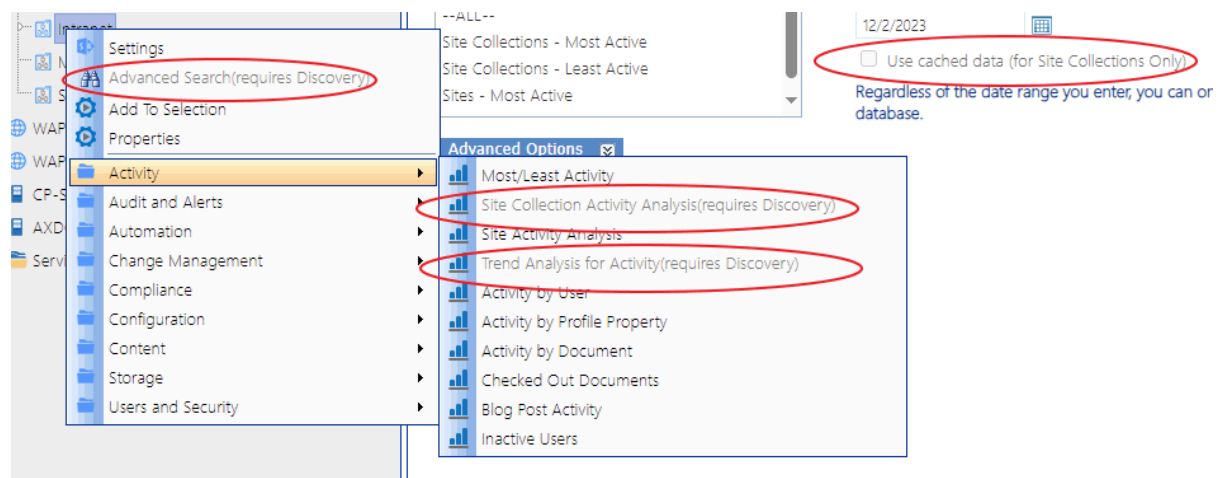 Intranet
WAP
WAP
CP-S
AXD
Servi
Settings
Advanced Search(requires Discovery)
Add To Selection
Properties
Activity
Audit and Alerts
Automation
Change Management
Compliance
Configuration
Content
Storage
Users and Security
--ALL--
Site Collections - Most Active
Site Collections - Least Active
Sites - Most Active
Advanced Options
Most/Least Activity
Site Collection Activity Analysis(requires Discovery)
Site Activity Analysis
Trend Analysis for Activity(requires Discovery)
Activity by User
Activity by Profile Property
Activity by Document
Checked Out Documents
Blog Post Activity
Inactive Users
12/2/2023
Use cached data (for Site Collections Only)
Regardless of the date range you enter, you can or
database.